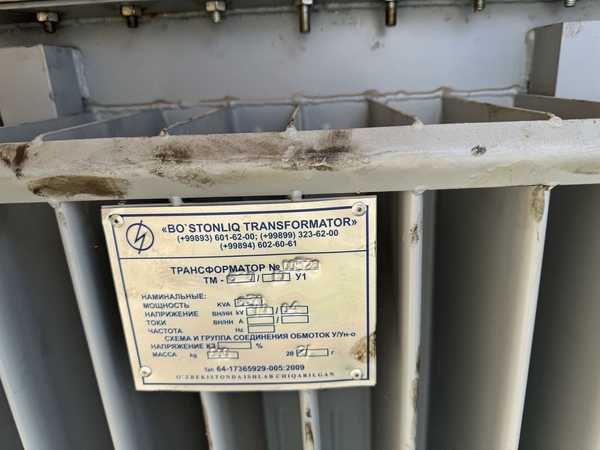 «BO`STONLIQ TRANSFORMATOR»
(+99893) 601-62-00; (+99899) 323-62-00
(+99894) 602-60-61
ТРАНСФОРМАТОР №
ТМ - / У1
НАМИНАЛЬНЫЕ:
МОЩНОСТЬ KVA
НАПРЯЖЕНИЕ ВН/НН kV
ТОКИ ВН/НН А
ЧАСТОТА Hz
СХЕМА И ГРУППА СОЕДИНЕНИЯ ОБМОТОК У/Ун-о
НАПРЯЖЕНИЕ КЗ %
МАССА kg 20 г
Tsh 64-17365929-005:2009
O`ZBEKISTONDA ISHLAB CHIQARILGAN